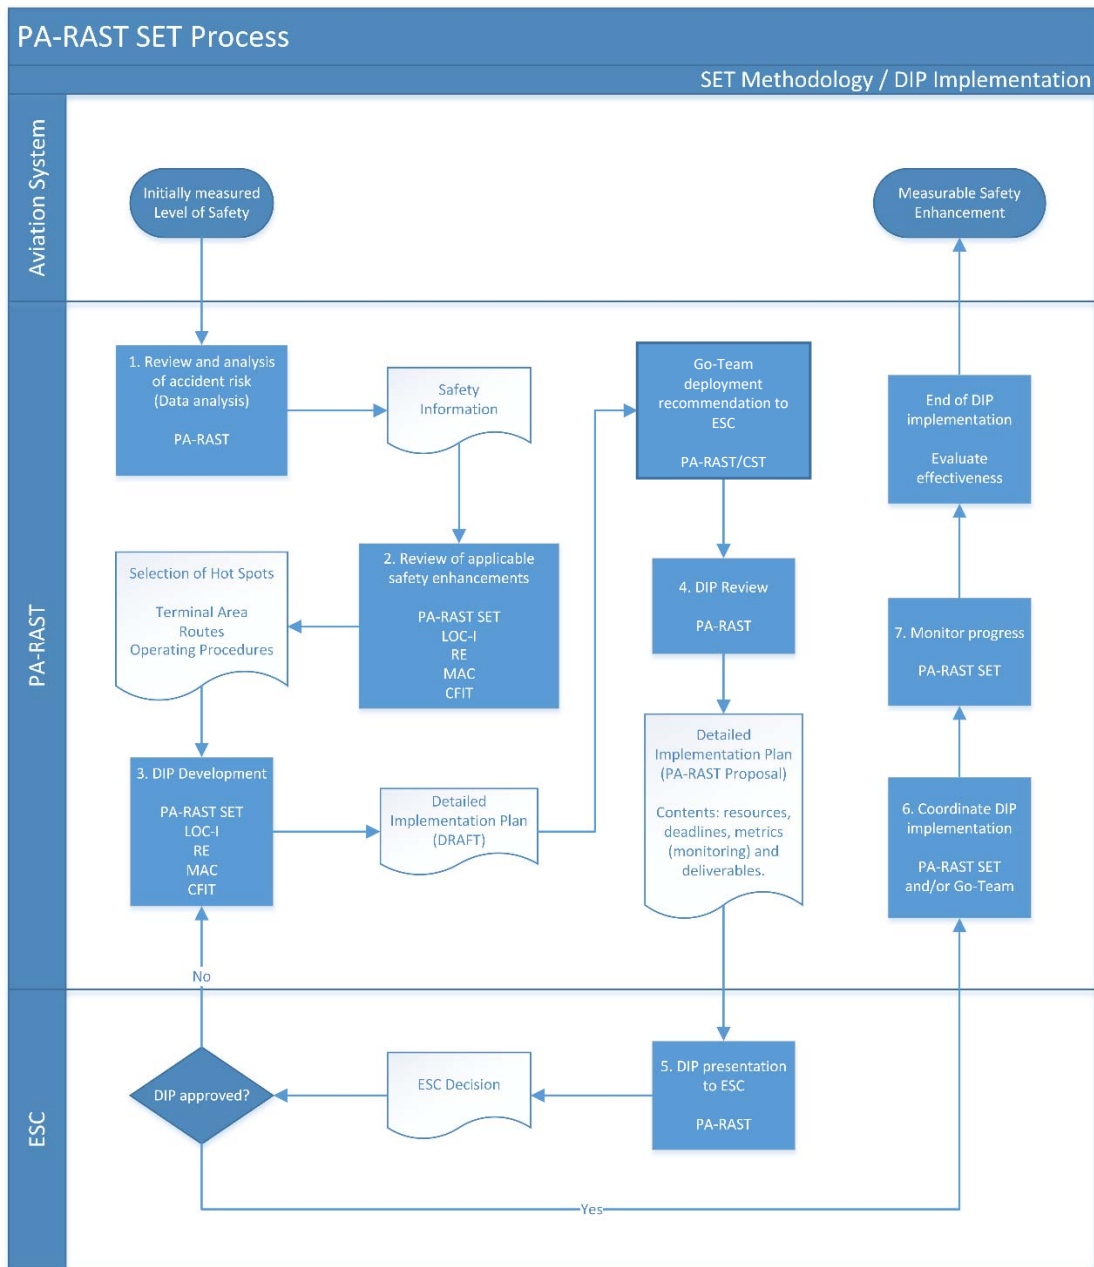 PA-RAST SET Process
SET Methodology / DIP Implementation
Aviation System
Initially measured
Level of Safety
Measurable Safety
Enhancement
PA-RAST
1. Review and analysis
of accident risk
(Data analysis)
PA-RAST
Safety
Information
2. Review of applicable
safety enhancements
PA-RAST SET
LOC-I
RE
MAC
CFIT
Selection of Hot Spots
Terminal Area
Routes
Operating Procedures
3. DIP Development
PA-RAST SET
LOC-I
RE
MAC
CFIT
Detailed
Implementation Plan
(DRAFT)
Go-Team
deployment
recommendation to
ESC
PA-RAST/CST
4. DIP Review
PA-RAST
Detailed
Implementation Plan
(PA-RAST Proposal)
Contents: resources,
deadlines, metrics
(monitoring) and
deliverables.
End of DIP
implementation
Evaluate
effectiveness
7. Monitor progress
PA-RAST SET
6. Coordinate DIP
implementation
PA-RAST SET
and/or Go-Team
No
ESC
5. DIP presentation
to ESC
PA-RAST
ESC Decision
DIP approved?
Yes